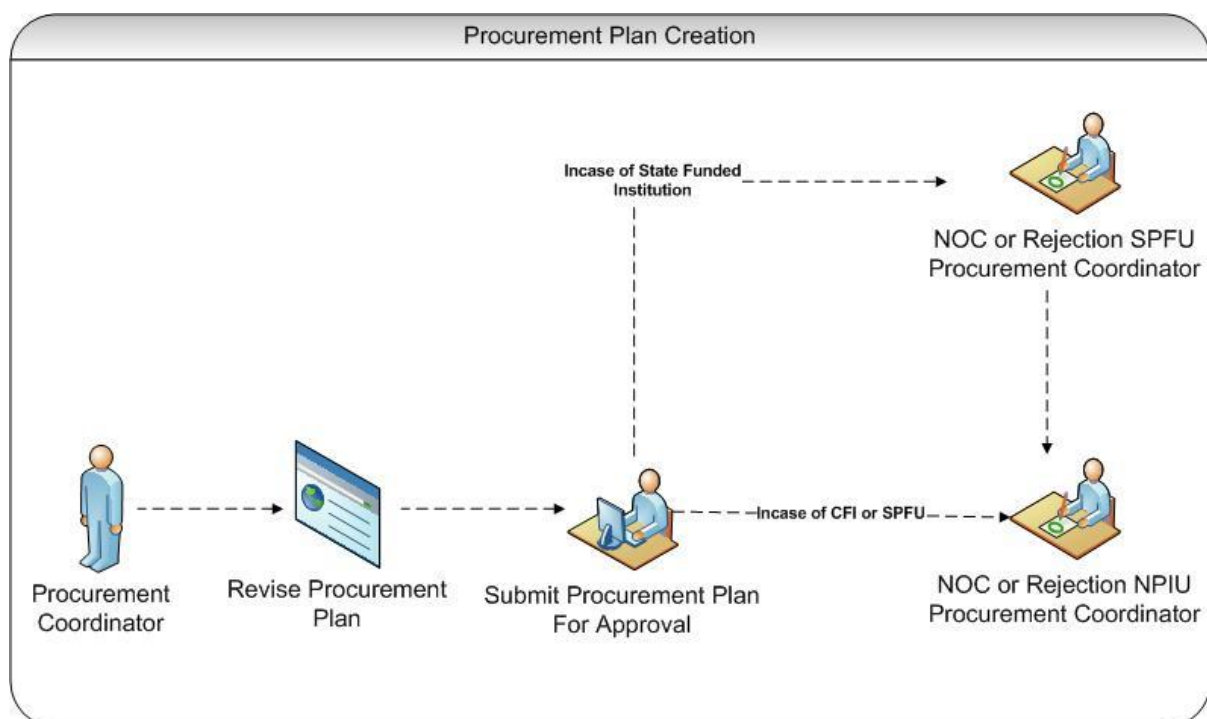 Procurement Plan Creation
Incase of State Funded
Institution
NOC or Rejection SPFU
Procurement Coordinator
Incase of CFI or SPFU
Procurement
Coordinator
Revise Procurement
Plan
Submit Procurement Plan
For Approval
NOC or Rejection NPIU
Procurement Coordinator